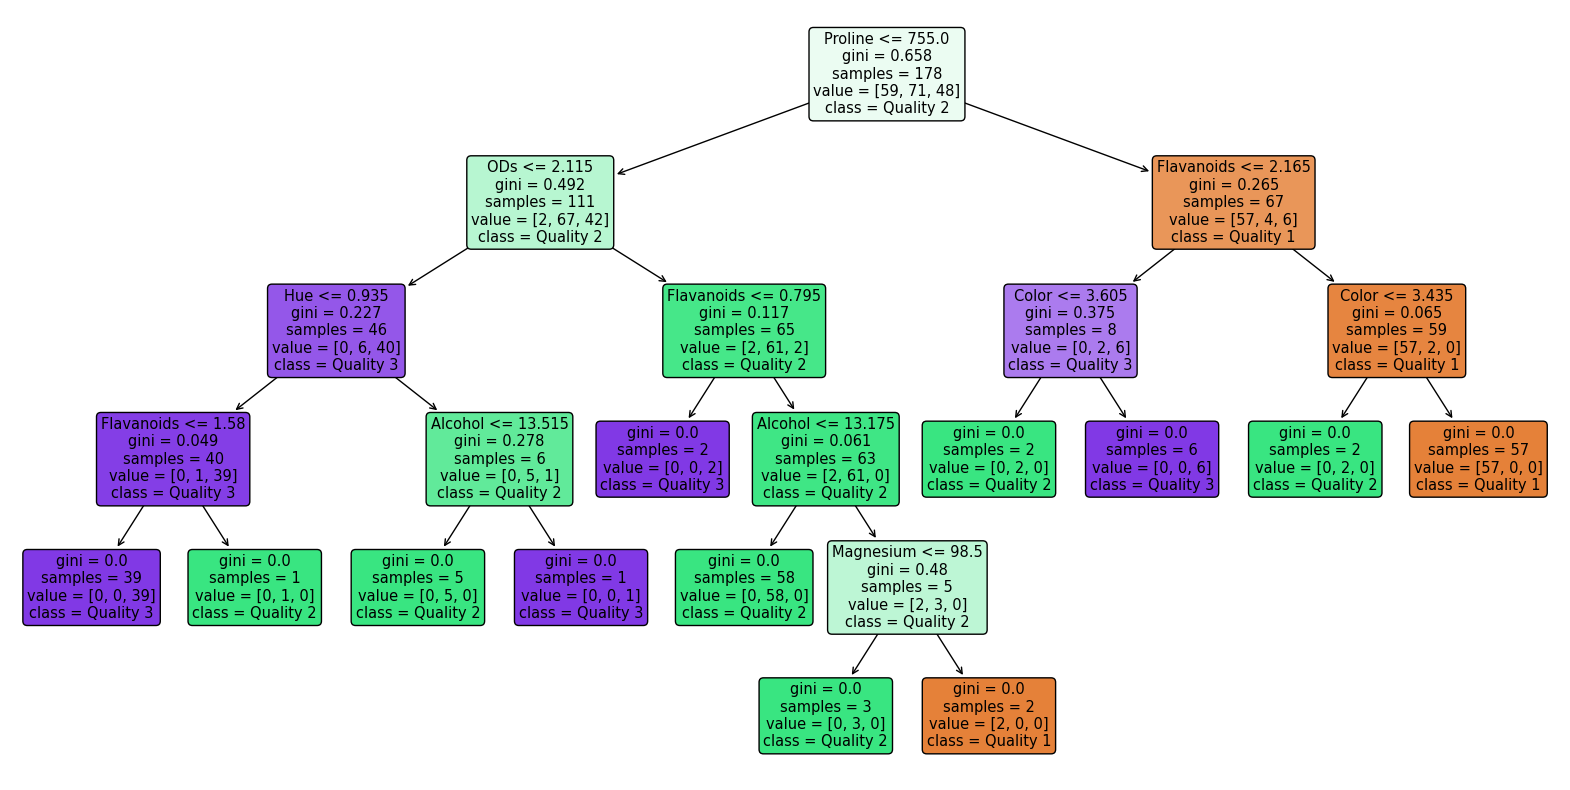 Proline <= 755.0
gini = 0.658
samples = 178
value = [59, 71, 48]
class = Quality 2
ODs <= 2.115
gini = 0.492
samples = 111
value = [2, 67, 42]
class = Quality 2
Flavanoids <= 2.165
gini = 0.265
samples = 67
value = [57, 4, 6]
class = Quality 1
Hue <= 0.935
gini = 0.227
samples = 46
value = [0, 6, 40]
class = Quality 3
Flavanoids <= 0.795
gini = 0.117
samples = 65
value = [2, 61, 2]
class = Quality 2
Color <= 3.605
gini = 0.375
samples = 8
value = [0, 2, 6]
class = Quality 3
Color <= 3.435
gini = 0.065
samples = 59
value = [57, 2, 0]
class = Quality 1
Flavanoids <= 1.58
gini = 0.049
samples = 40
value = [0, 1, 39]
class = Quality 3
Alcohol <= 13.515
gini = 0.278
samples = 6
value = [0, 5, 1]
class = Quality 2
gini = 0.0
samples = 2
value = [0, 0, 2]
class = Quality 3
Alcohol <= 13.175
gini = 0.061
samples = 63
value = [2, 61, 0]
class = Quality 2
gini = 0.0
samples = 2
value = [0, 2, 0]
class = Quality 2
gini = 0.0
samples = 6
value = [0, 0, 6]
class = Quality 3
gini = 0.0
samples = 2
value = [0, 2, 0]
class = Quality 2
gini = 0.0
samples = 57
value = [57, 0, 0]
class = Quality 1
gini = 0.0
samples = 39
value = [0, 0, 39]
class = Quality 3
gini = 0.0
samples = 1
value = [0, 1, 0]
class = Quality 2
gini = 0.0
samples = 5
value = [0, 5, 0]
class = Quality 2
gini = 0.0
samples = 1
value = [0, 0, 1]
class = Quality 3
gini = 0.0
samples = 58
value = [0, 58, 0]
class = Quality 2
Magnesium <= 98.5
gini = 0.48
samples = 5
value = [2, 3, 0]
class = Quality 2
gini = 0.0
samples = 3
value = [0, 3, 0]
class = Quality 2
gini = 0.0
samples = 2
value = [2, 0, 0]
class = Quality 1